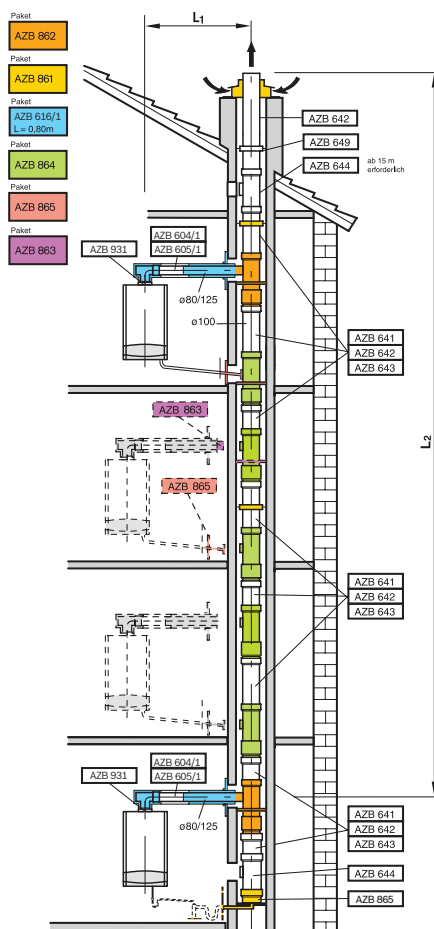 Paket
AZB 862
Paket
AZB 861
Paket
AZB 616/1
L = 0,80m
Paket
AZB 864
Paket
AZB 865
Paket
AZB 863
L1
AZB 642
AZB 649
AZB 644
ab 15 m
erforderlich
AZB 931
AZB 604/1
AZB 605/1
ø80/125
ø100
AZB 641
AZB 642
AZB 643
AZB 863
AZB 865
L2
AZB 641
AZB 642
AZB 643
AZB 931
AZB 604/1
AZB 605/1
ø80/125
AZB 641
AZB 642
AZB 643
AZB 644
AZB 865